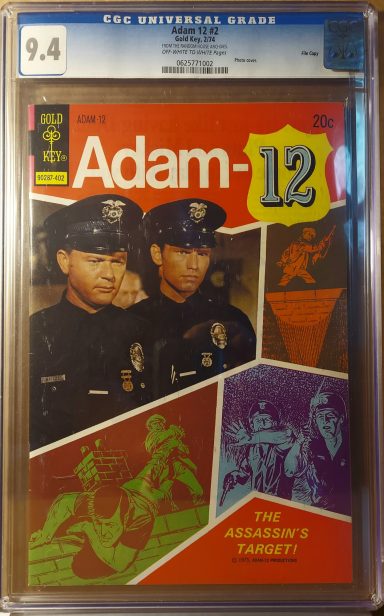 CGC UNIVERSAL GRADE
9.4
Adam 12 #2
Gold Key, 2/74
FROM THE RANDOM HOUSE ARCHIVES.
OFF-WHITE TO WHITE Pages
File Copy
Photo cover.
0625771002
CGC
GOLD
KEY®
90287-402
ADAM-12
20¢
Adam-12
THE
ASSASSIN'S
TARGET!
© 1973, ADAM-12 PRODUCTIONS